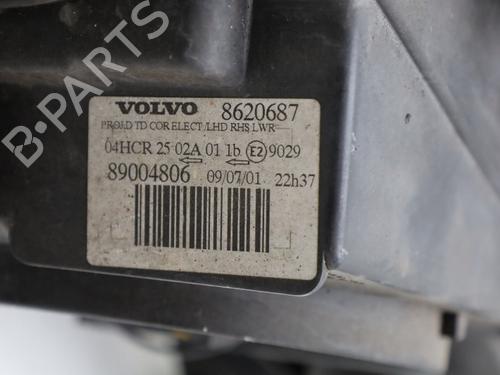 VOLVO 8620687
PROJ.D TD COR ELECT /LHD RHS LWR
04HCR 25 02A 01 1b E2 9029
89004806 09/07/01 22h37
B-PARTS